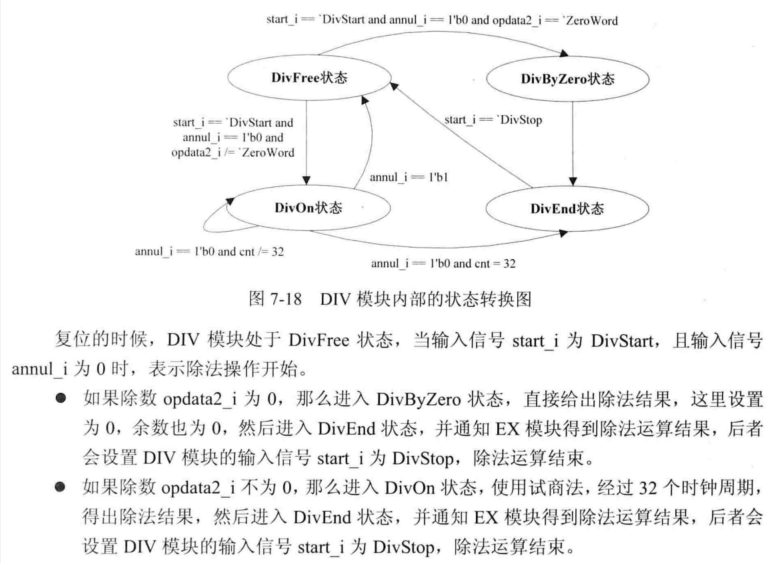 start_i == `DivStart and annul_i == 1'b0 and opdata2_i == `ZeroWord
DivFree状态
DivByZero状态
start_i == `DivStart and
annul_i == 1'b0 and
opdata2_i /= `ZeroWord
start_i == `DivStop
annul_i == 1'b1
DivOn状态
DivEnd状态
annul_i == 1'b0 and cnt /= 32
annul_i == 1'b0 and cnt = 32
图 7-18 DIV 模块内部的状态转换图
复位的时候，DIV 模块处于 DivFree 状态，当输入信号 start_i 为 DivStart，且输入信号
annul_i 为 0 时，表示除法操作开始。
● 如果除数 opdata2_i 为 0，那么进入 DivByZero 状态，直接给出除法结果，这里设置
为 0，余数也为 0，然后进入 DivEnd 状态，并通知 EX 模块得到除法运算结果，后者
会设置 DIV 模块的输入信号 start_i 为 DivStop，除法运算结束。
● 如果除数 opdata2_i 不为 0，那么进入 DivOn 状态，使用试商法，经过 32 个时钟周期，
得出除法结果，然后进入 DivEnd 状态，并通知 EX 模块得到除法运算结果，后者会
设置 DIV 模块的输入信号 start_i 为 DivStop，除法运算结束。